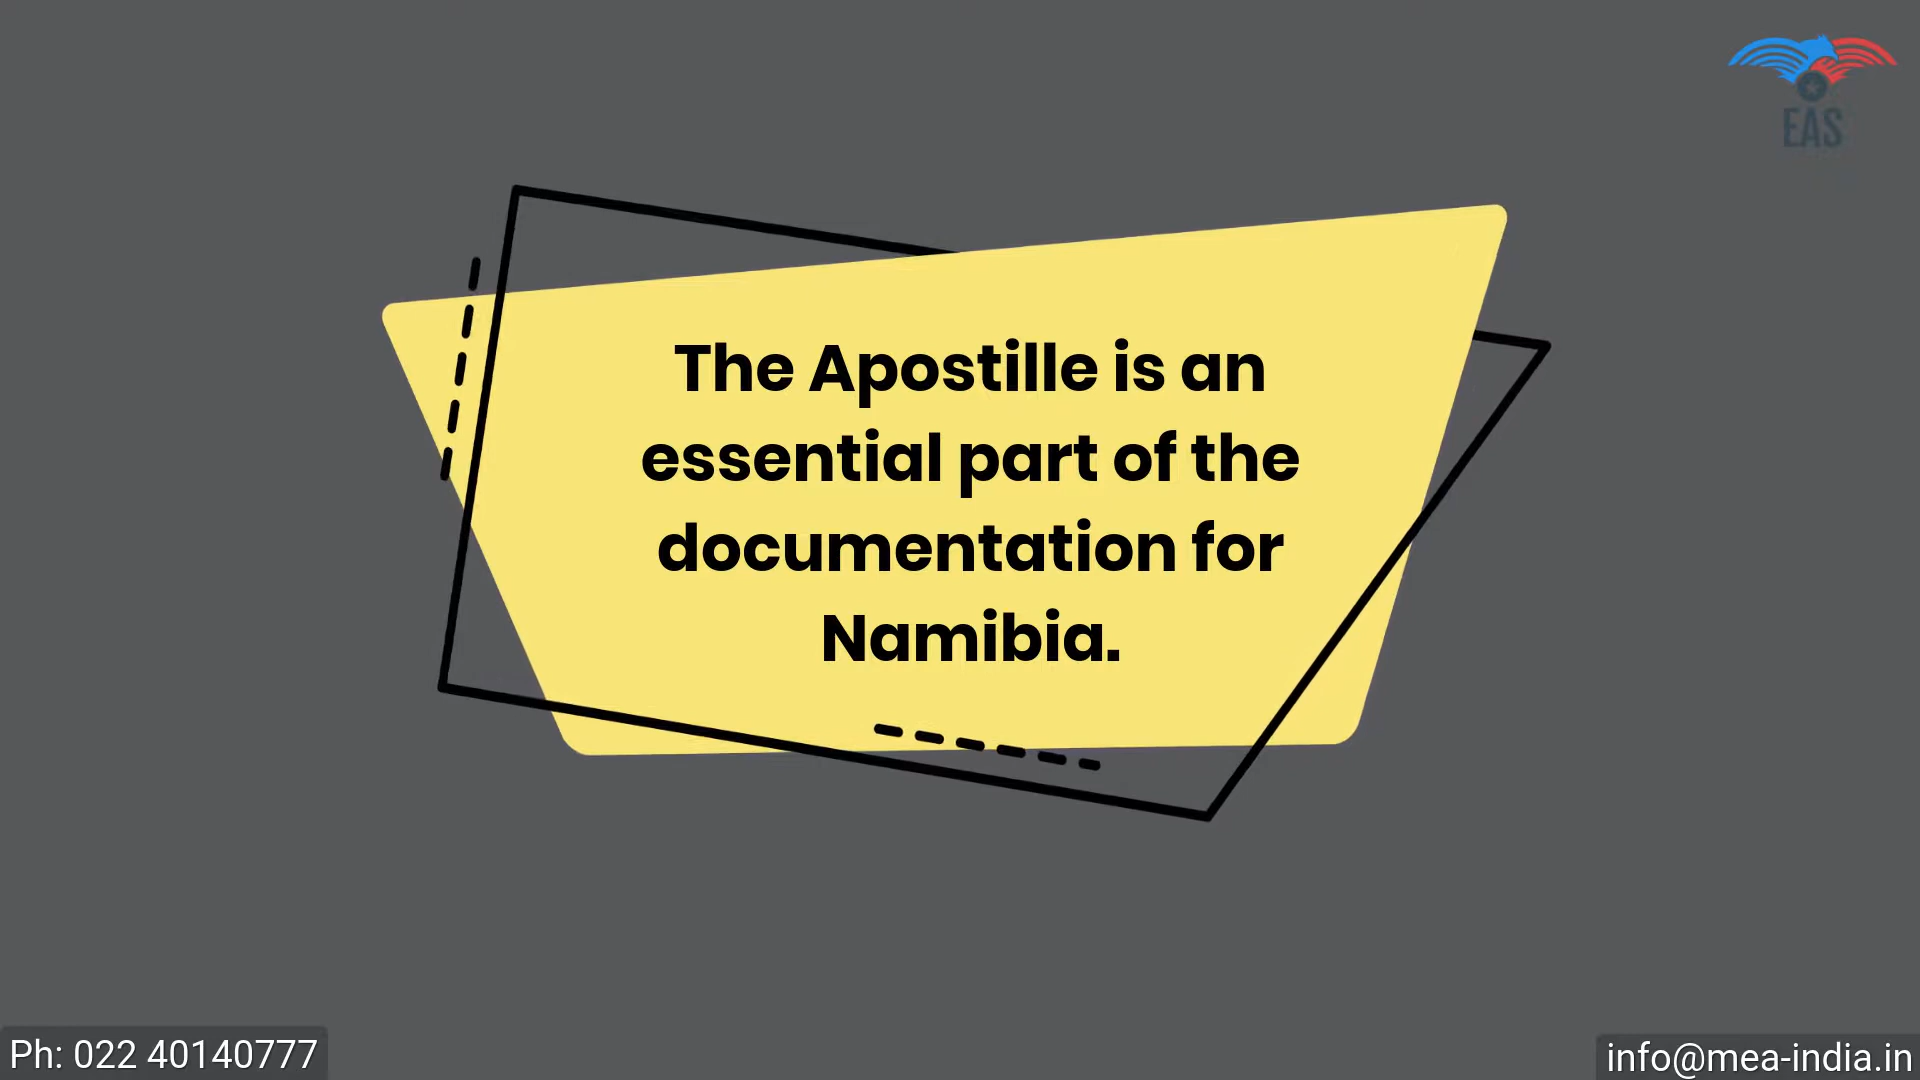 EAS
The Apostille is an
essential part of the
documentation for
Namibia.
Ph: 022 40140777
info@mea-india.in